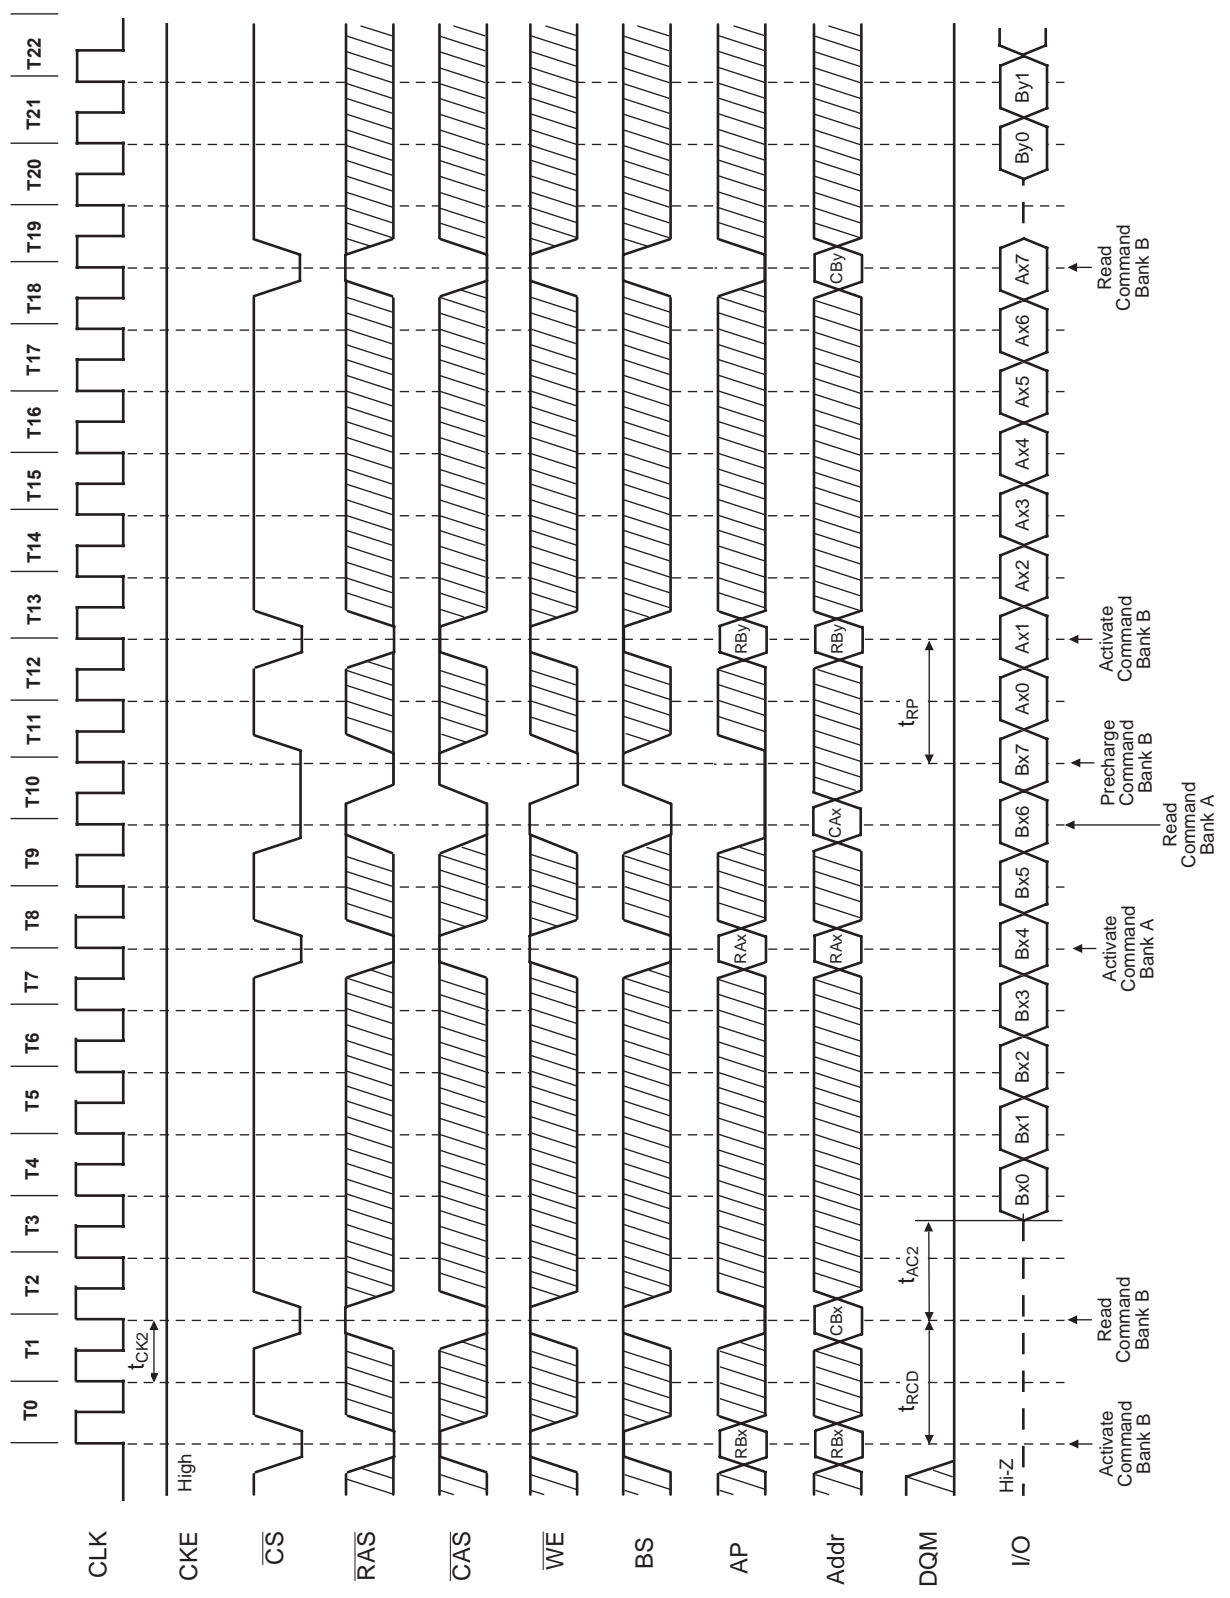 T0 T1 T2 T3 T4 T5 T6 T7 T8 T9 T10 T11 T12 T13 T14 T15 T16 T17 T18 T19 T20 T21 T22
CLK
tCK2
CKE
High
CS
RAS
CAS
WE
BS
AP
RBx RAx RBy
Addr
RBx CBx RAx CAx RBy CBy
DQM
tRCD tAC2 tRP
I/O
Hi-Z
Bx0 Bx1 Bx2 Bx3 Bx4 Bx5 Bx6 Bx7 Ax0 Ax1 Ax2 Ax3 Ax4 Ax5 Ax6 Ax7 By0 By1
Activate
Command
Bank B
Read
Command
Bank B
Activate
Command
Bank A
Read
Command
Bank A
Precharge
Command
Bank B
Activate
Command
Bank B
Read
Command
Bank B